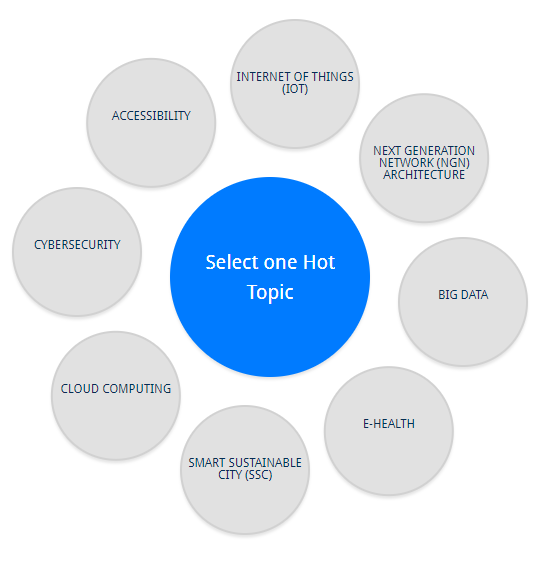 INTERNET OF THINGS
(IOT)
ACCESSIBILITY
NEXT GENERATION
NETWORK (NGN)
ARCHITECTURE
CYBERSECURITY
Select one Hot
Topic
BIG DATA
CLOUD COMPUTING
E-HEALTH
SMART SUSTAINABLE
CITY (SSC)